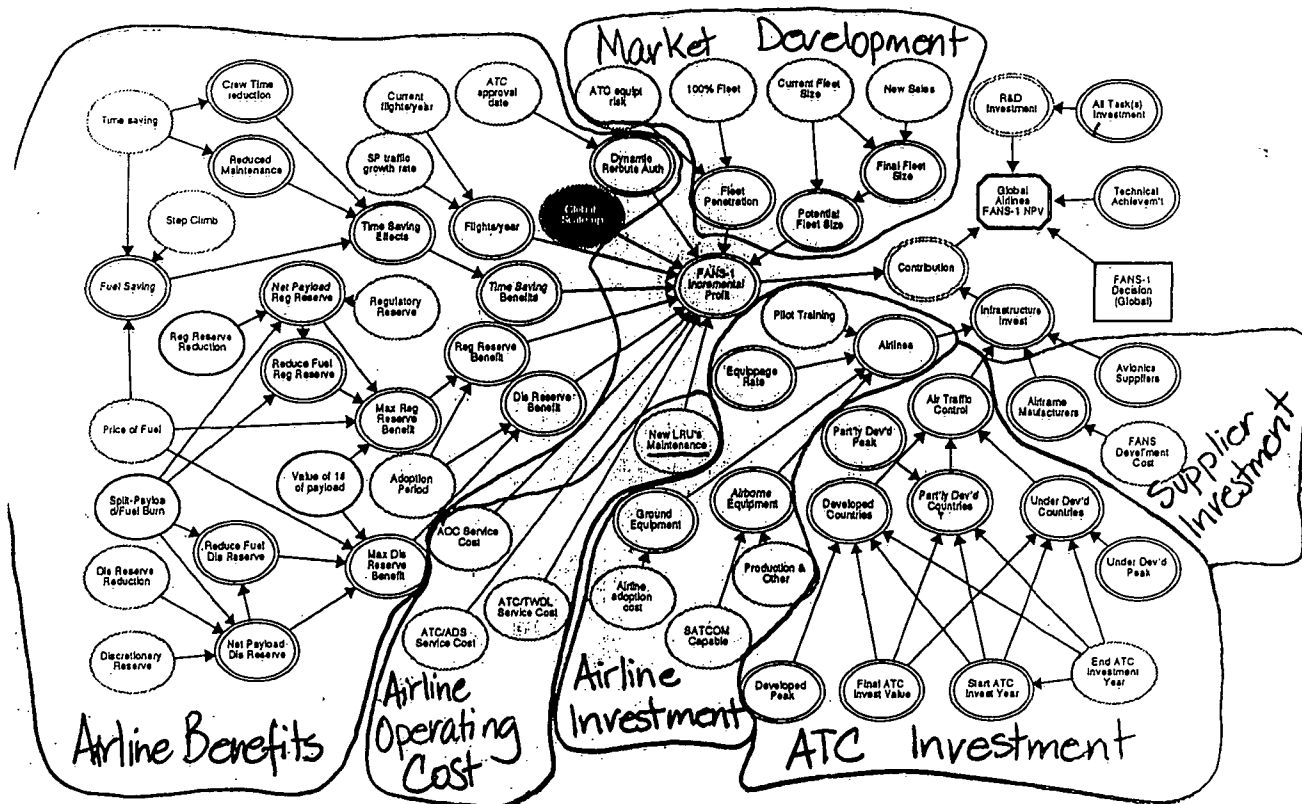 Market Development
Crew Time
reduction
Time saving
Reduced
Maintenance
Step Climb
Fuel Saving
Time Saving
Effects
Current
flights/year
SP traffic
growth rate
Flights/year
ATC
approval
date
ATC equipt
risk
Dynamic
Reroute Auth
Global
Scale-up
100% Fleet
Fleet
Penetration
Current Fleet
Size
New Sales
Final Fleet
Size
Potential
Fleet Size
R&D
Investment
All Task(s)
Investment
Global
Airlines
FANS-1 NPV
Technical
Achievem't
FANS-1
Decision
(Global)
Contribution
Infrastructure
Invest
FANS-1
Incremental
Profit
Time Saving
Benefits
Net Payload
Reg Reserve
Regulatory
Reserve
Reg Reserve
Reduction
Reduce Fuel
Reg Reserve
Reg Reserve
Benefit
Dis Reserve
Benefit
Max Reg
Reserve
Benefit
Price of Fuel
Value of 1#
of payload
Adoption
Period
Split-Payloa
d/Fuel Burn
Reduce Fuel
Dis Reserve
Max Dis
Reserve
Benefit
Dis Reserve
Reduction
Net Payload
Dis Reserve
Discretionary
Reserve
Airline Benefits
AOC Service
Cost
ATC/TWDL
Service Cost
ATC/ADS
Service Cost
Airline
Operating
Cost
New LRU's
Maintenance
Pilot Training
Equippage
Rate
Airlines
Ground
Equipment
Airborne
Equipment
Airline
adoption
cost
Production &
Other
SATCOM
Capable
Airline
Investment
Air Traffic
Control
Part'ly Dev'd
Peak
Developed
Countries
Part'ly Dev'd
Countries
Under Dev'd
Countries
Under Dev'd
Peak
Developed
Peak
Final ATC
Invest Value
Start ATC
Invest Year
End ATC
Investment
Year
ATC Investment
Avionics
Suppliers
Airframe
Maufacturers
FANS
Develment
Cost
Supplier
Investment